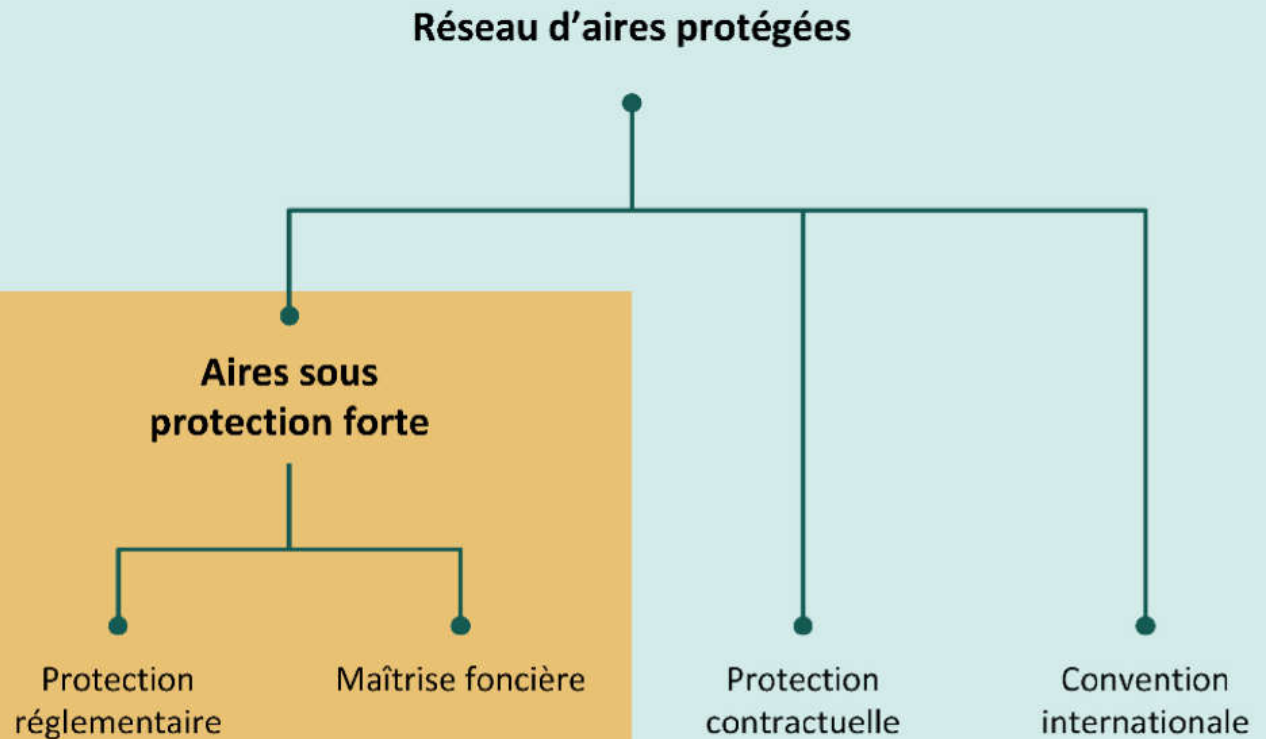 Réseau d’aires protégées
Aires sous
protection forte
Protection
réglementaire
Maîtrise foncière
Protection
contractuelle
Convention
internationale